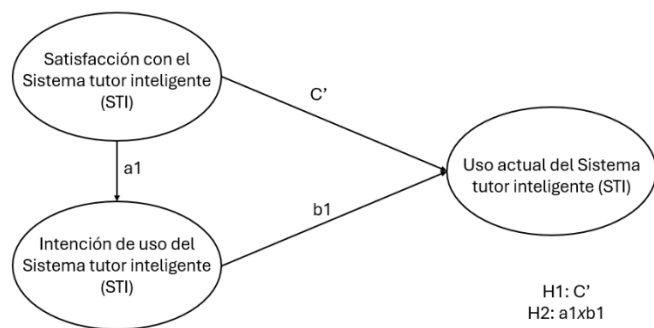 Satisfacción con el
Sistema tutor inteligente
(STI)
C’
a1
Uso actual del Sistema
tutor inteligente (STI)
b1
Intención de uso del
Sistema tutor inteligente
(STI)
H1: C’
H2: a1xb1